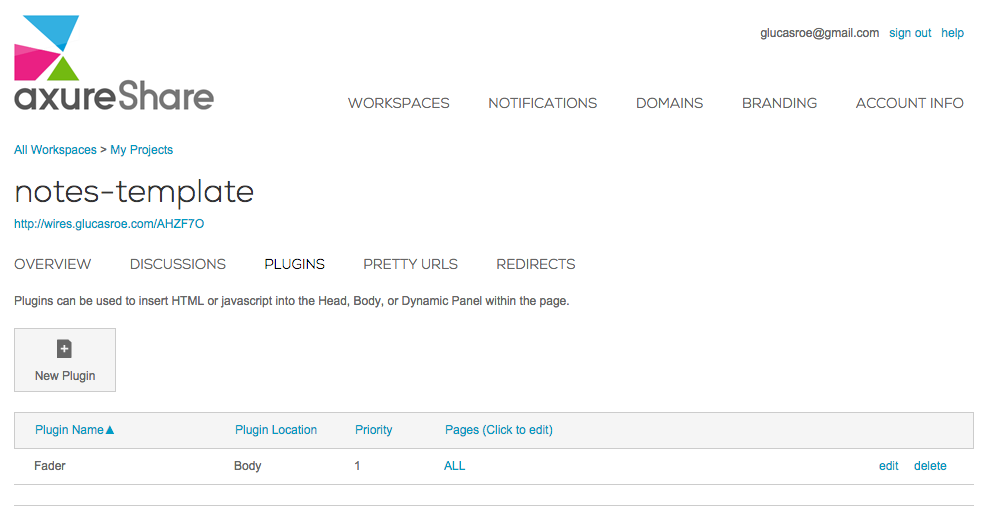 glucasroe@gmail.com sign out help
axureShare
WORKSPACES NOTIFICATIONS DOMAINS BRANDING ACCOUNT INFO
All Workspaces > My Projects
notes-template
http://wires.glucasroe.com/AHZF7O
OVERVIEW DISCUSSIONS PLUGINS PRETTY URLS REDIRECTS
Plugins can be used to insert HTML or javascript into the Head, Body, or Dynamic Panel within the page.
New Plugin
Plugin Name▲ Plugin Location Priority Pages (Click to edit)
Fader Body 1 ALL edit delete